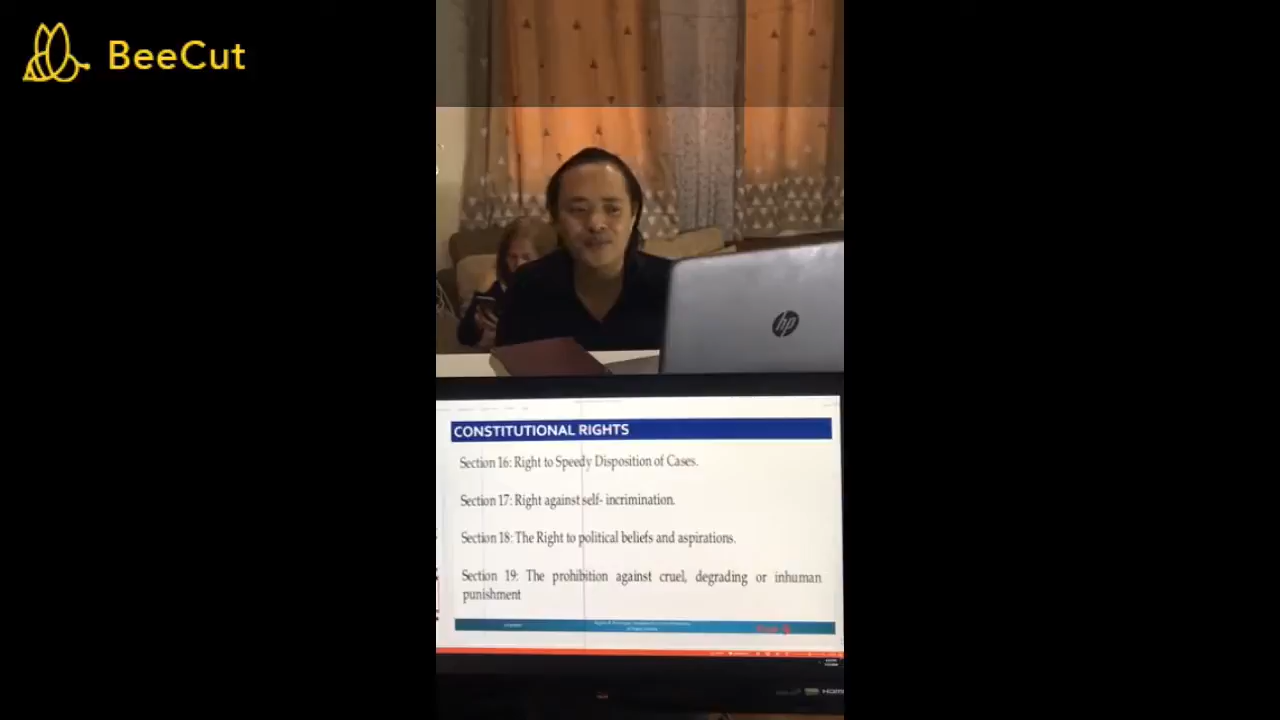 BeeCut
hp
CONSTITUTIONAL RIGHTS
Section 16: Right to Speedy Disposition of Cases.
Section 17: Right against self- incrimination.
Section 18: The Right to political beliefs and aspirations.
Section 19: The prohibition against cruel, degrading or inhuman
punishment